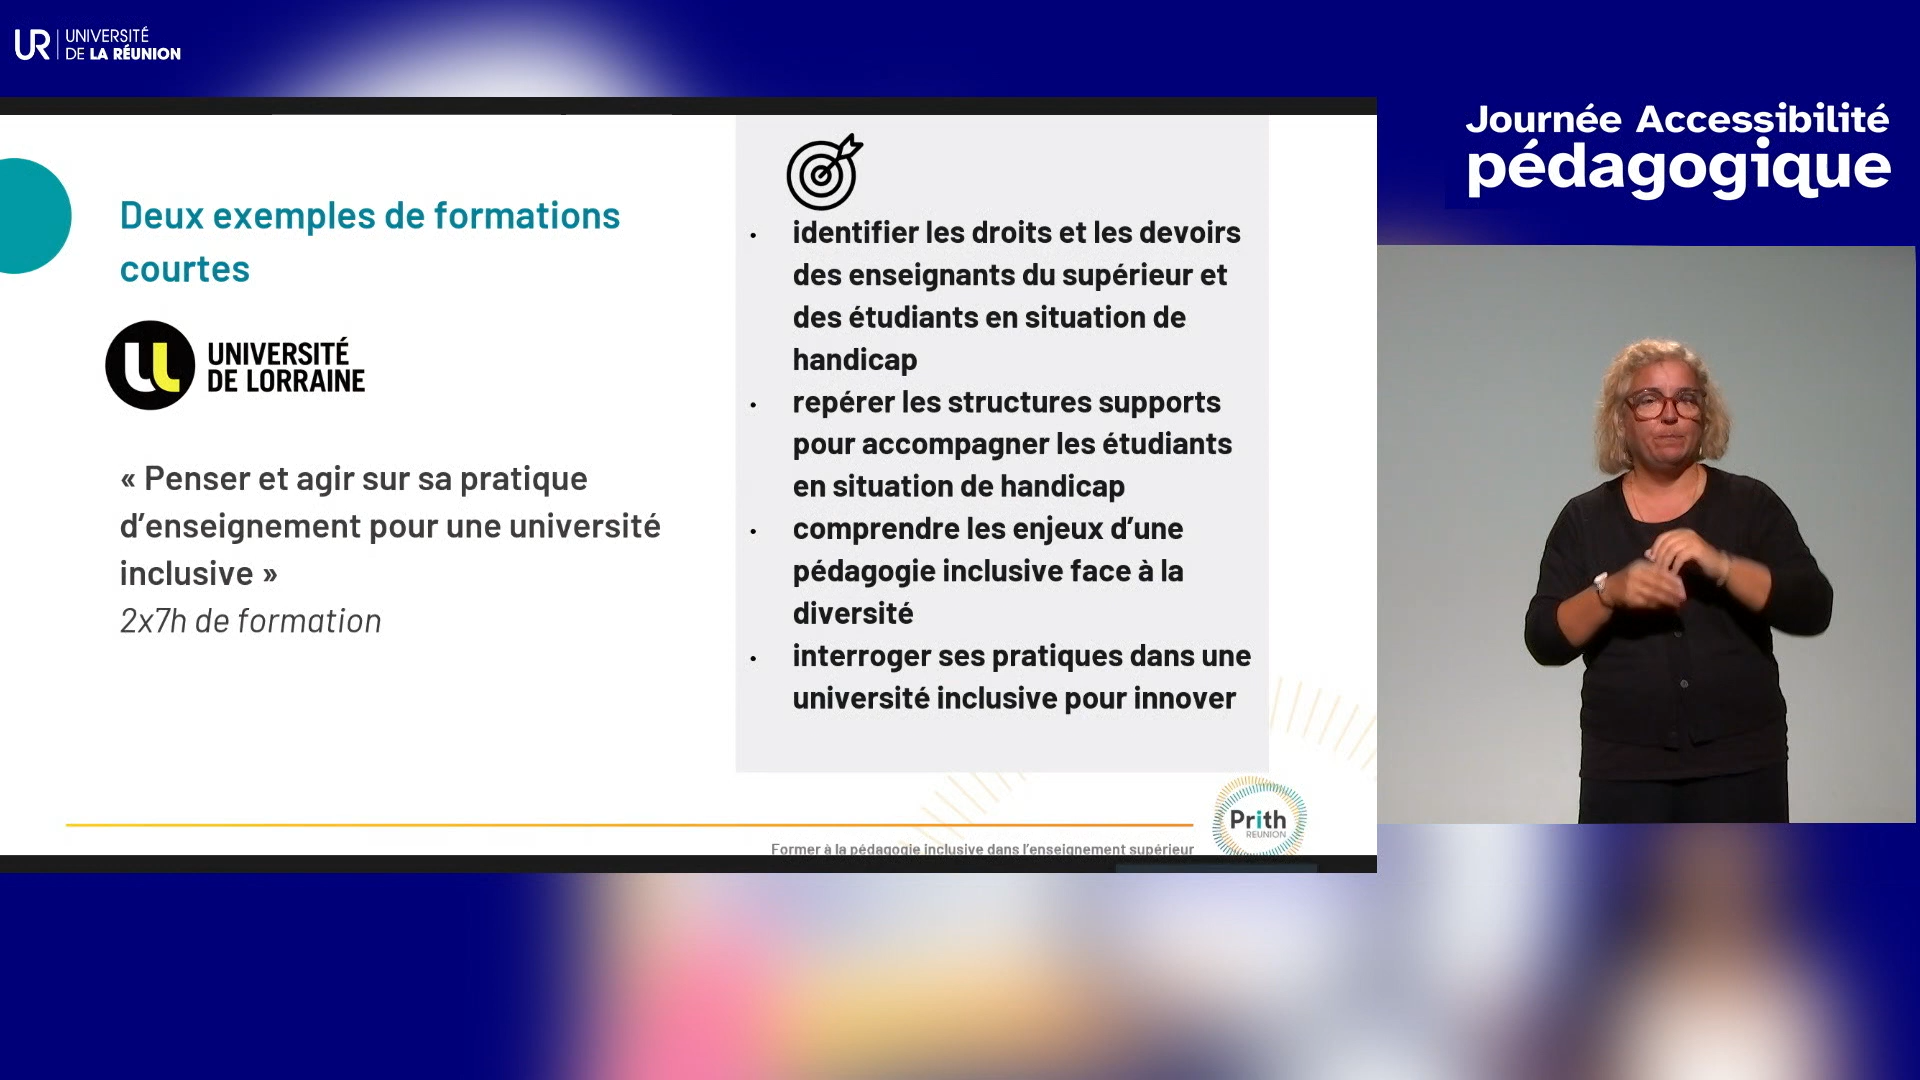 UR UNIVERSITÉ
DE LA RÉUNION
Journée Accessibilité
pédagogique
Deux exemples de formations
courtes
UNIVERSITÉ
DE LORRAINE
« Penser et agir sur sa pratique
d’enseignement pour une université
inclusive »
2x7h de formation
• identifier les droits et les devoirs
des enseignants du supérieur et
des étudiants en situation de
handicap
• repérer les structures supports
pour accompagner les étudiants
en situation de handicap
• comprendre les enjeux d’une
pédagogie inclusive face à la
diversité
• interroger ses pratiques dans une
université inclusive pour innover
Prith
REUNION
Former à la pédagogie inclusive dans l’enseignement supérieur